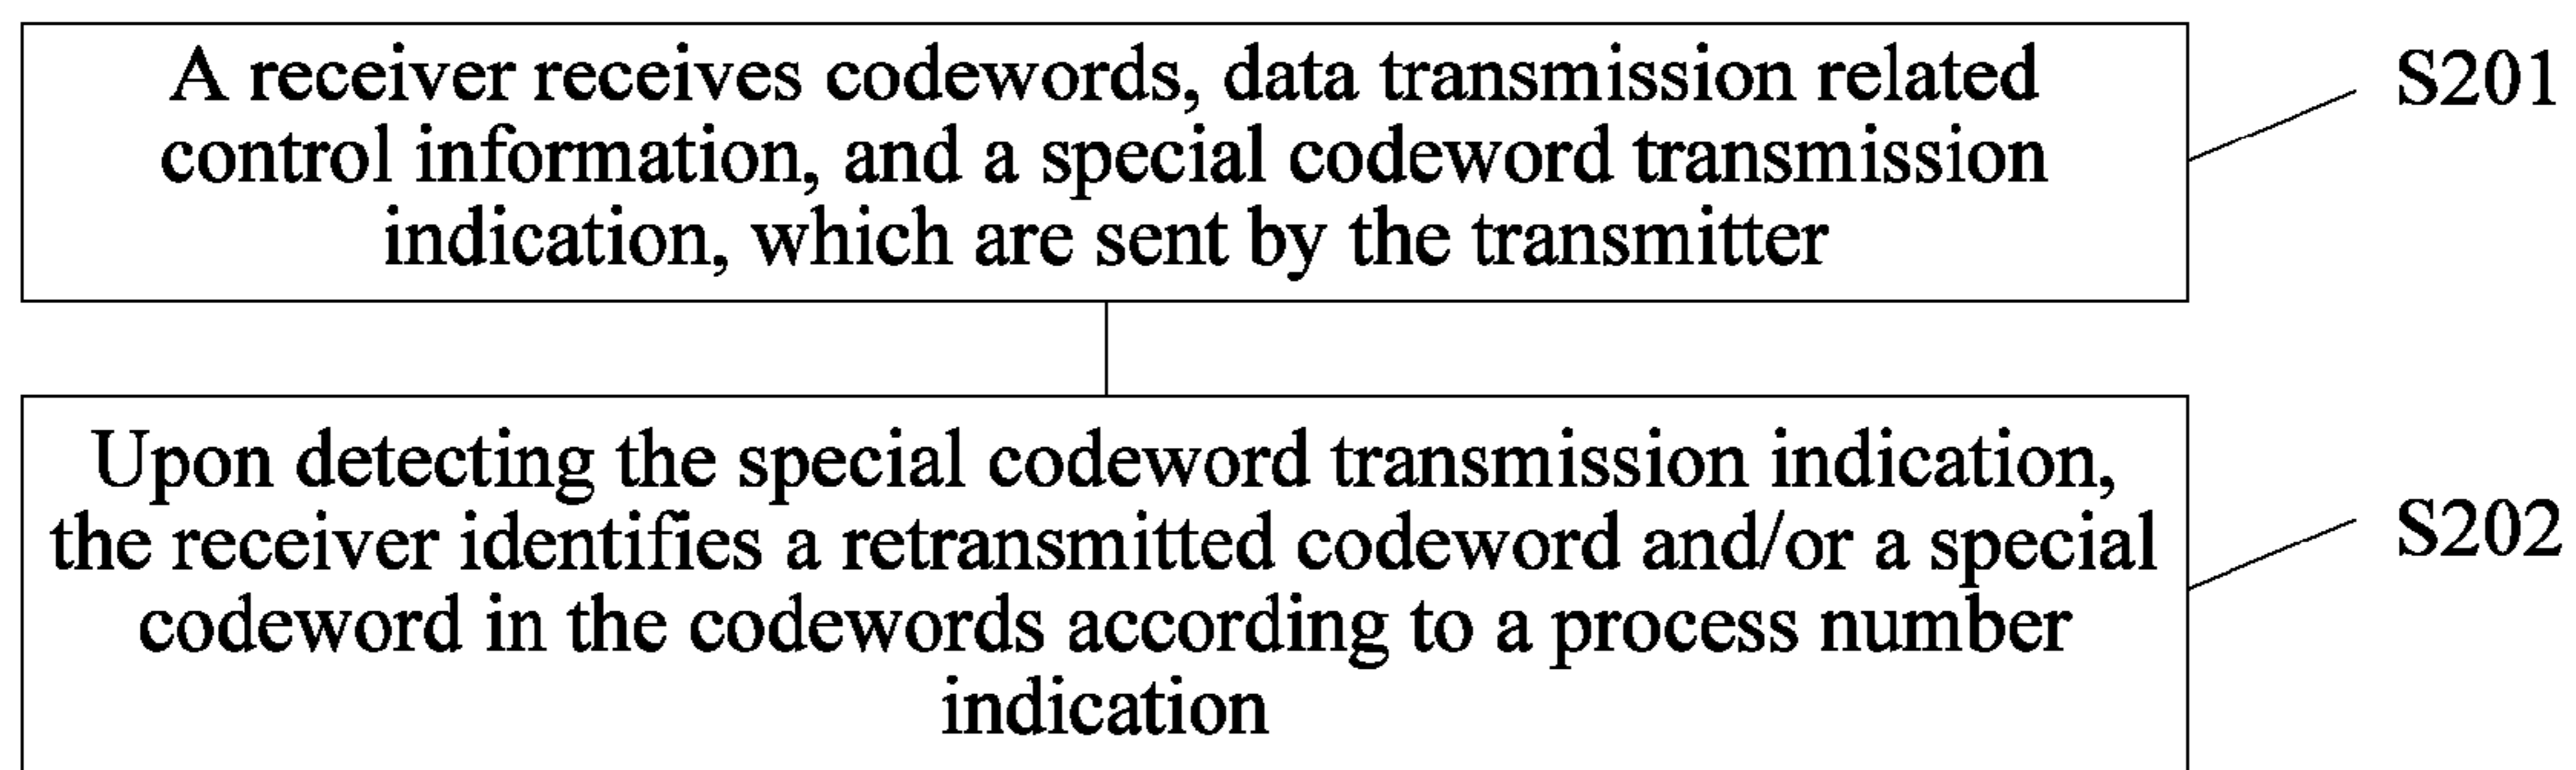 A receiver receives codewords, data transmission related
control information, and a special codeword transmission
indication, which are sent by the transmitter
S201
Upon detecting the special codeword transmission indication,
the receiver identifies a retransmitted codeword and/or a special
codeword in the codewords according to a process number
indication
S202